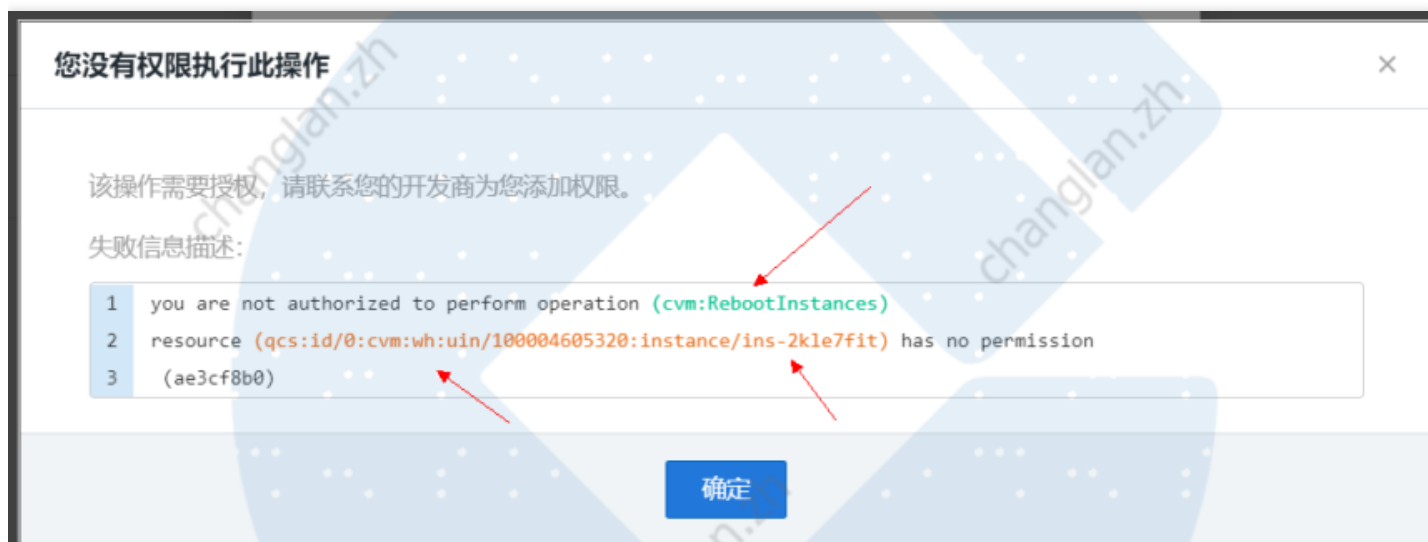 您没有权限执行此操作
×
该操作需要授权，请联系您的开发商为您添加权限。
失败信息描述:
1 you are not authorized to perform operation (cvm:RebootInstances)
2 resource (qcs:id/0:cvm:wh:uin/100004605320:instance/ins-2kle7fit) has no permission
3 (ae3cf8b0)
确定
changlan.zh
changlan.zh
an.zh